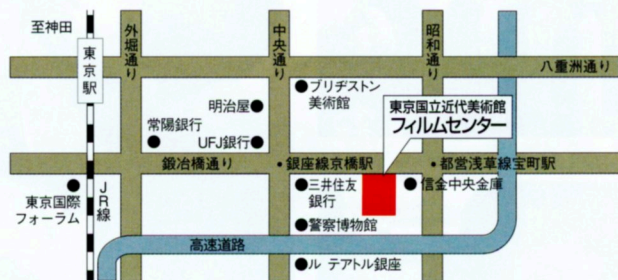 至神田
東京駅
外堀通り
中央通り
昭和通り
八重洲通り
ブリヂストン
美術館
東京国立近代美術館
フィルムセンター
明治屋
常陽銀行
UFJ銀行
鍛冶橋通り
銀座線京橋駅
都営浅草線宝町駅
JR線
東京国際
フォーラム
三井住友
銀行
信金中央金庫
警察博物館
高速道路
ル テアトル銀座